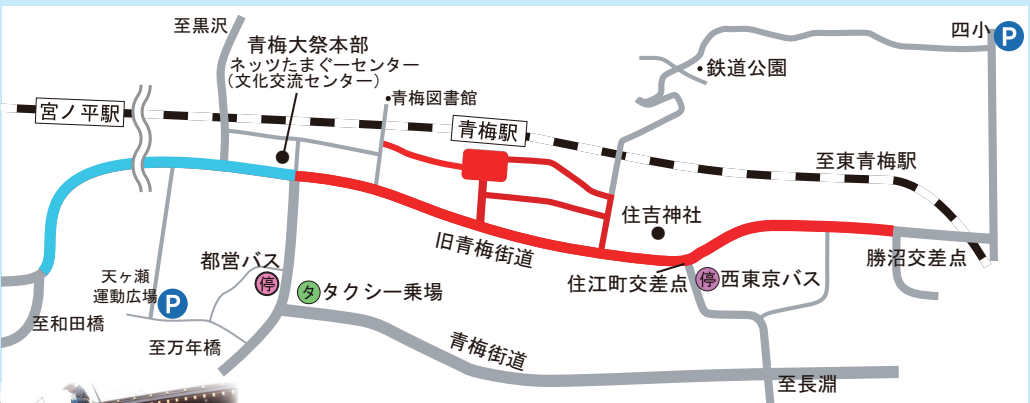 至黒沢
四小
P
青梅大祭本部
ネッツたまぐーセンター
(文化交流センター)
•鉄道公園
•青梅図書館
宮ノ平駅
青梅駅
至東青梅駅
住吉神社
旧青梅街道
都営バス
停
タ
タクシー乗場
住江町交差点
停
西東京バス
勝沼交差点
天ヶ瀬
運動広場
P
至和田橋
至万年橋
青梅街道
至長淵